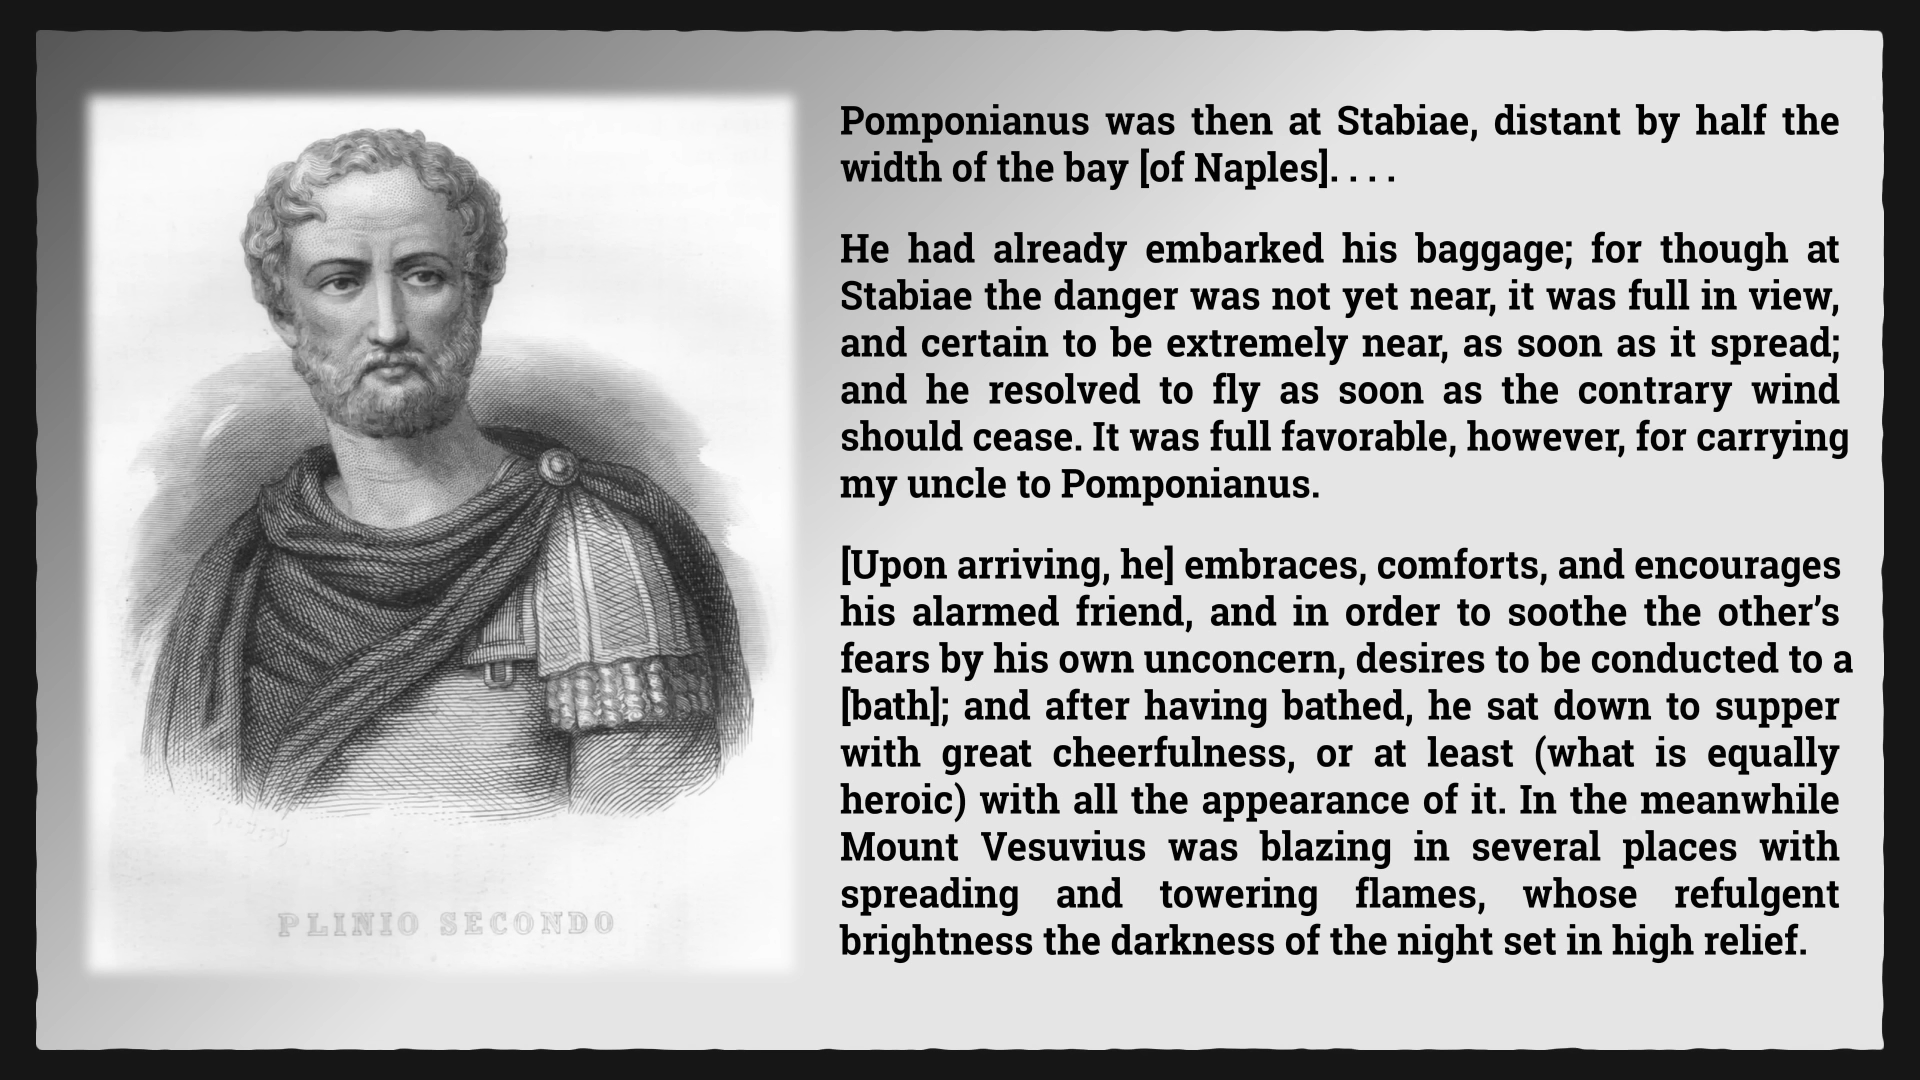 Pomponianus was then at Stabiae, distant by half the
width of the bay [of Naples]. . . .
He had already embarked his baggage; for though at
Stabiae the danger was not yet near, it was full in view,
and certain to be extremely near, as soon as it spread;
and he resolved to fly as soon as the contrary wind
should cease. It was full favorable, however, for carrying
my uncle to Pomponianus.
[Upon arriving, he] embraces, comforts, and encourages
his alarmed friend, and in order to soothe the other’s
fears by his own unconcern, desires to be conducted to a
[bath]; and after having bathed, he sat down to supper
with great cheerfulness, or at least (what is equally
heroic) with all the appearance of it. In the meanwhile
Mount Vesuvius was blazing in several places with
spreading and towering flames, whose refulgent
brightness the darkness of the night set in high relief.
PLINIO SECONDO